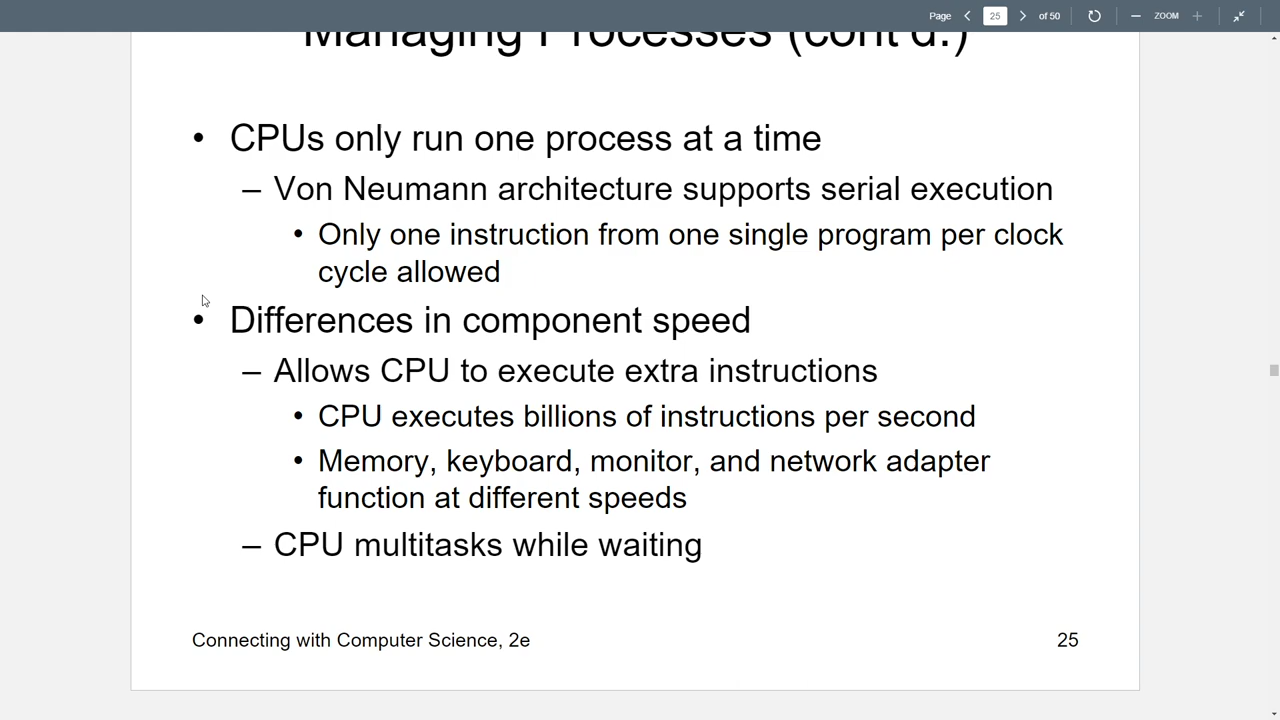 Page 25 of 50 ZOOM
Managing Processes (cont'd.)
• CPUs only run one process at a time
– Von Neumann architecture supports serial execution
• Only one instruction from one single program per clock
cycle allowed
• Differences in component speed
– Allows CPU to execute extra instructions
• CPU executes billions of instructions per second
• Memory, keyboard, monitor, and network adapter
function at different speeds
– CPU multitasks while waiting
Connecting with Computer Science, 2e 25